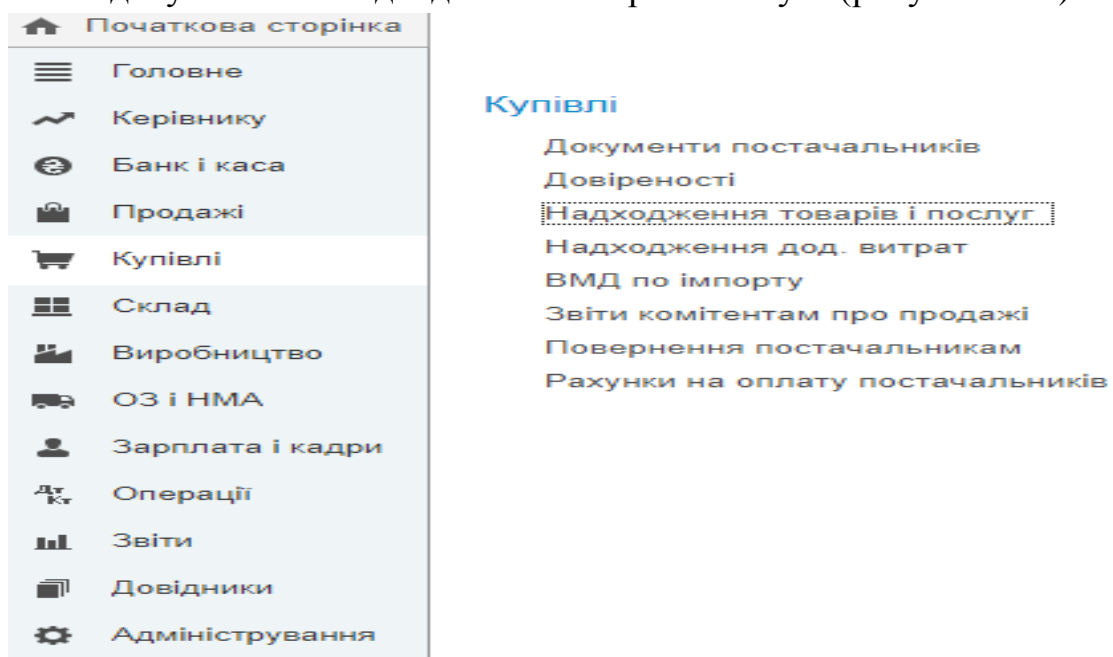 Початкова сторінка
Головне
Керівнику
Банк і каса
Продажі
Купівлі
Склад
Виробництво
ОЗ і НМА
Зарплата і кадри
Дт Кт Операції
Звіти
Довідники
Адміністрування
Купівлі
Документи постачальників
Довіреності
Надходження товарів і послуг
Надходження дод. витрат
ВМД по імпорту
Звіти комітентам про продажі
Повернення постачальникам
Рахунки на оплату постачальників